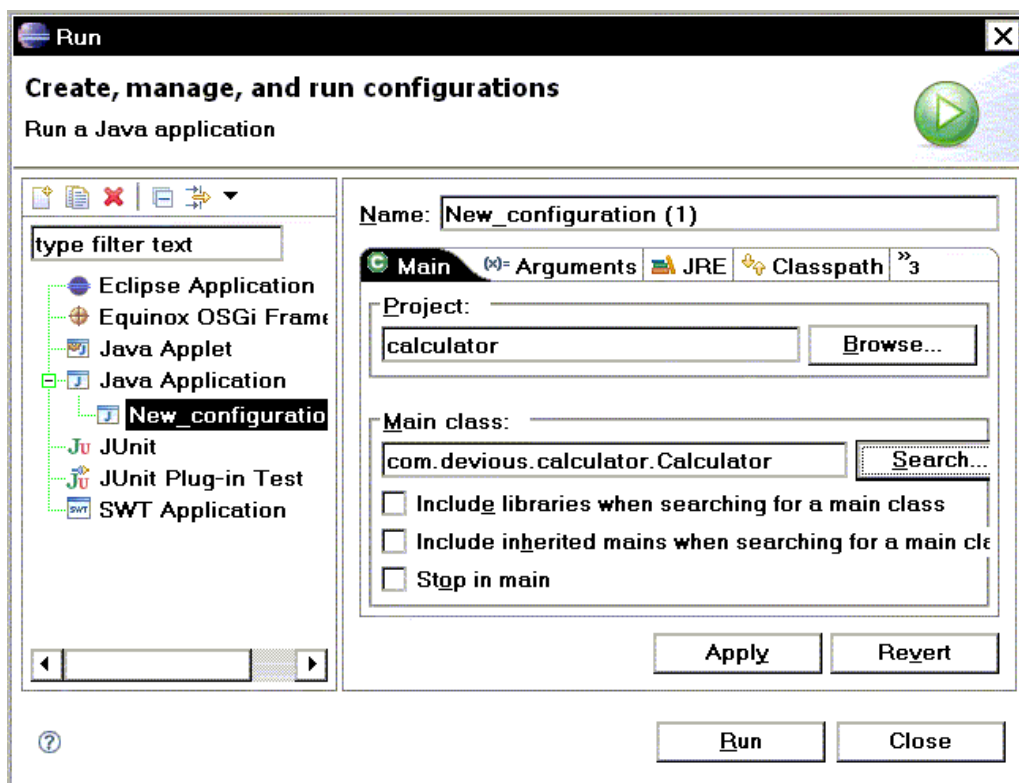 Run
Create, manage, and run configurations
Run a Java application
type filter text
Eclipse Application
Equinox OSGi Frame
Java Applet
Java Application
New_configuratio
JUnit
JUnit Plug-in Test
SWT Application
Name: New_configuration (1)
Main (x)= Arguments JRE Classpath »3
Project:
calculator Browse...
Main class:
com.devious.calculator.Calculator Search...
Include libraries when searching for a main class
Include inherited mains when searching for a main cla
Stop in main
Apply Revert
Run Close